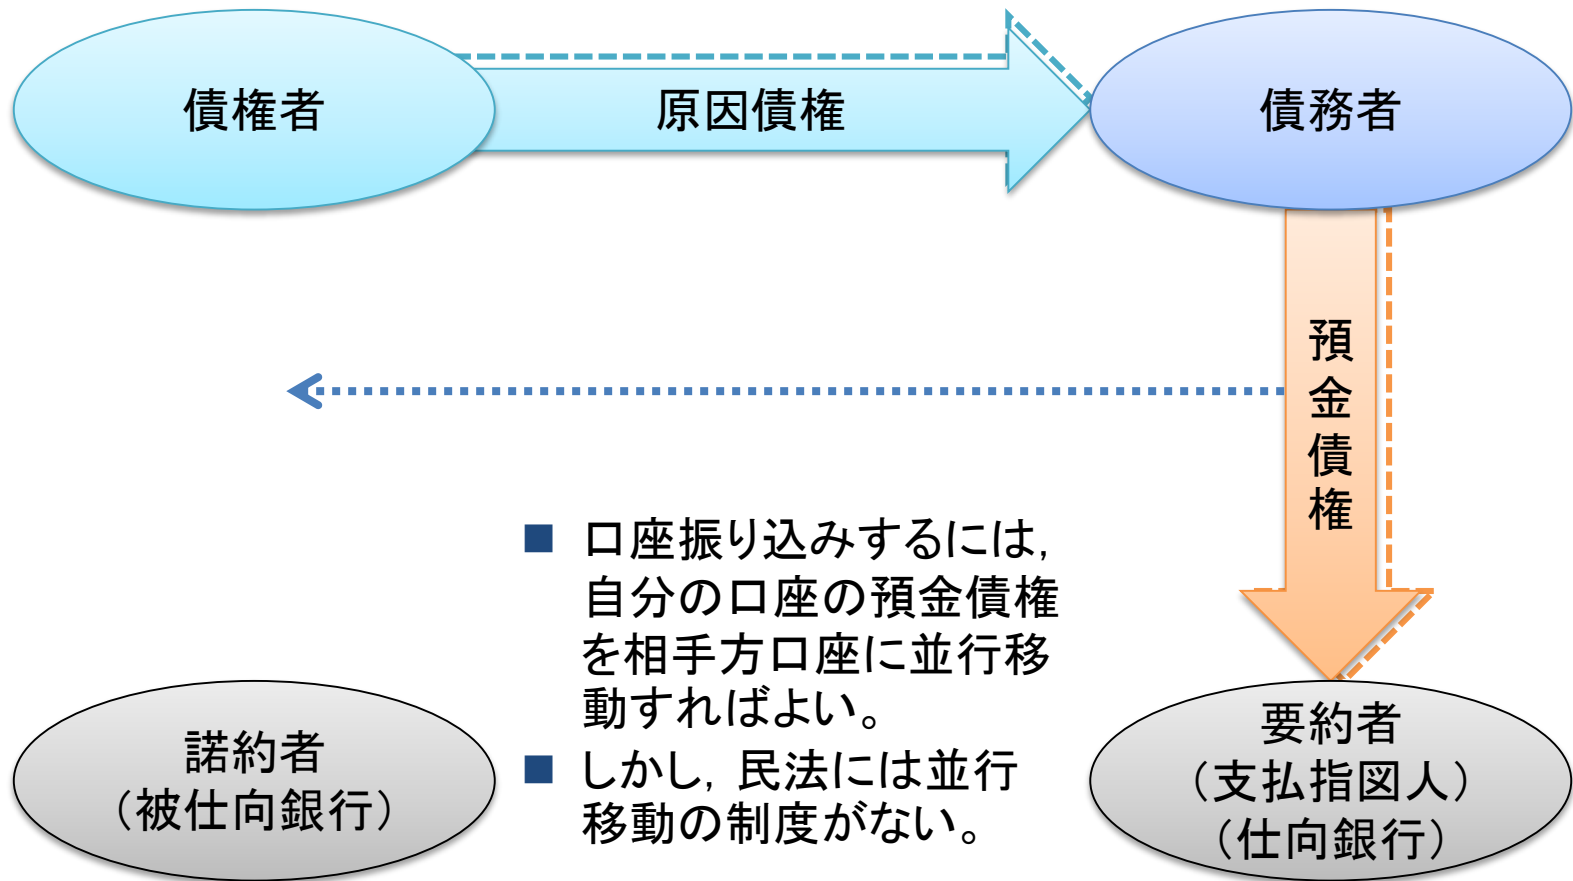 債権者
原因債権
債務者
預金債権
■ 口座振り込みするには,
自分の口座の預金債権
を相手方口座に並行移
動すればよい。
■ しかし, 民法には並行
移動の制度がない。
諾約者
（被仕向銀行）
要約者
（支払指図人）
（仕向銀行）